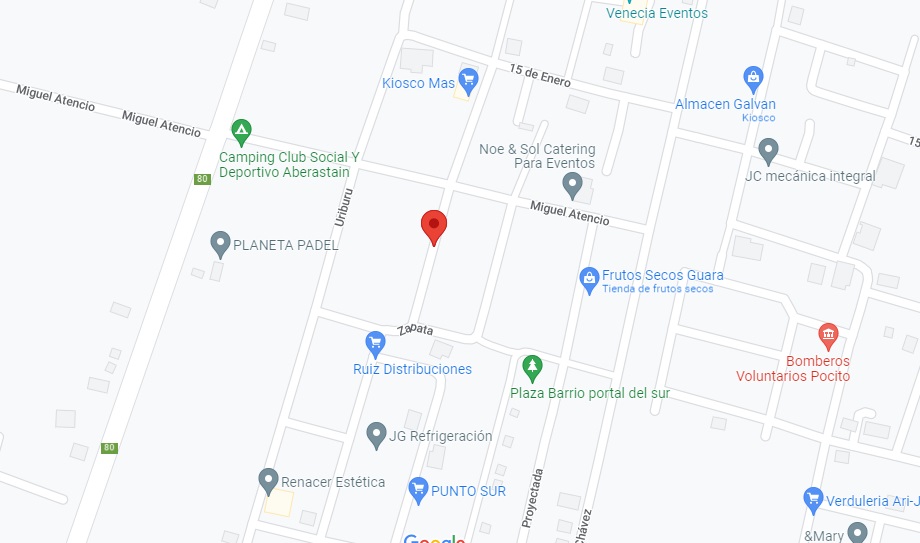 Venecia Eventos
15 de Enero
Kiosco Mas
Almacen Galvan
Kiosco
Miguel Atencio
Miguel Atencio
Camping Club Social Y
Deportivo Aberastain
Noe & Sol Catering
Para Eventos
JC mecánica integral
15
80
Uriburu
Miguel Atencio
PLANETA PADEL
Frutos Secos Guara
Tienda de frutos secos
Zapata
Ruiz Distribuciones
Bomberos
Voluntarios Pocito
Plaza Barrio portal del sur
JG Refrigeración
80
Renacer Estética
PUNTO SUR
Proyectada
Chávez
Verduleria Ari-J
&Mary
Google